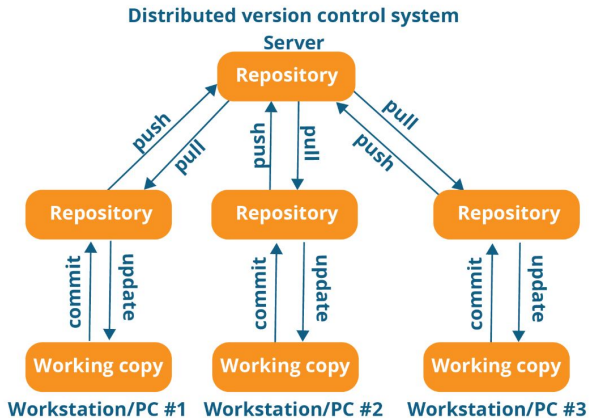 Distributed version control system
Server
Repository
push
pull
push
pull
push
pull
Repository
Repository
Repository
commit
update
commit
update
commit
update
Working copy
Working copy
Working copy
Workstation/PC #1
Workstation/PC #2
Workstation/PC #3